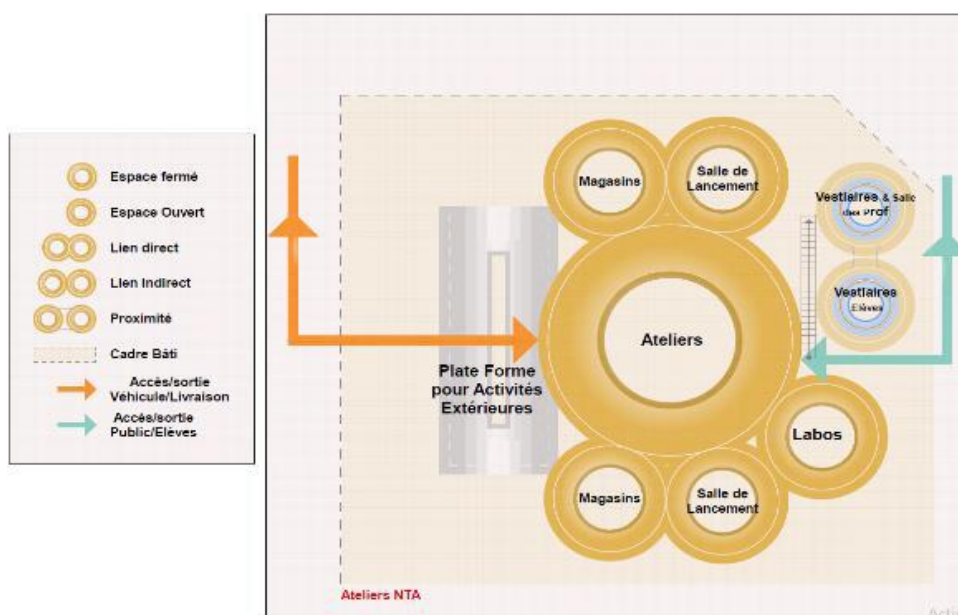 Espace fermé
Espace Ouvert
Lien direct
Lien Indirect
Proximité
Cadre Bâti
Accès/sortie
Véhicule/Livraison
Accès/sortie
Public/Elèves
Magasins
Salle de
Lancement
Vestiaires & Salle
des Prof
Vestiaires
Elèves
Ateliers
Plate Forme
pour Activités
Extérieures
Labos
Magasins
Salle de
Lancement
Ateliers NTA